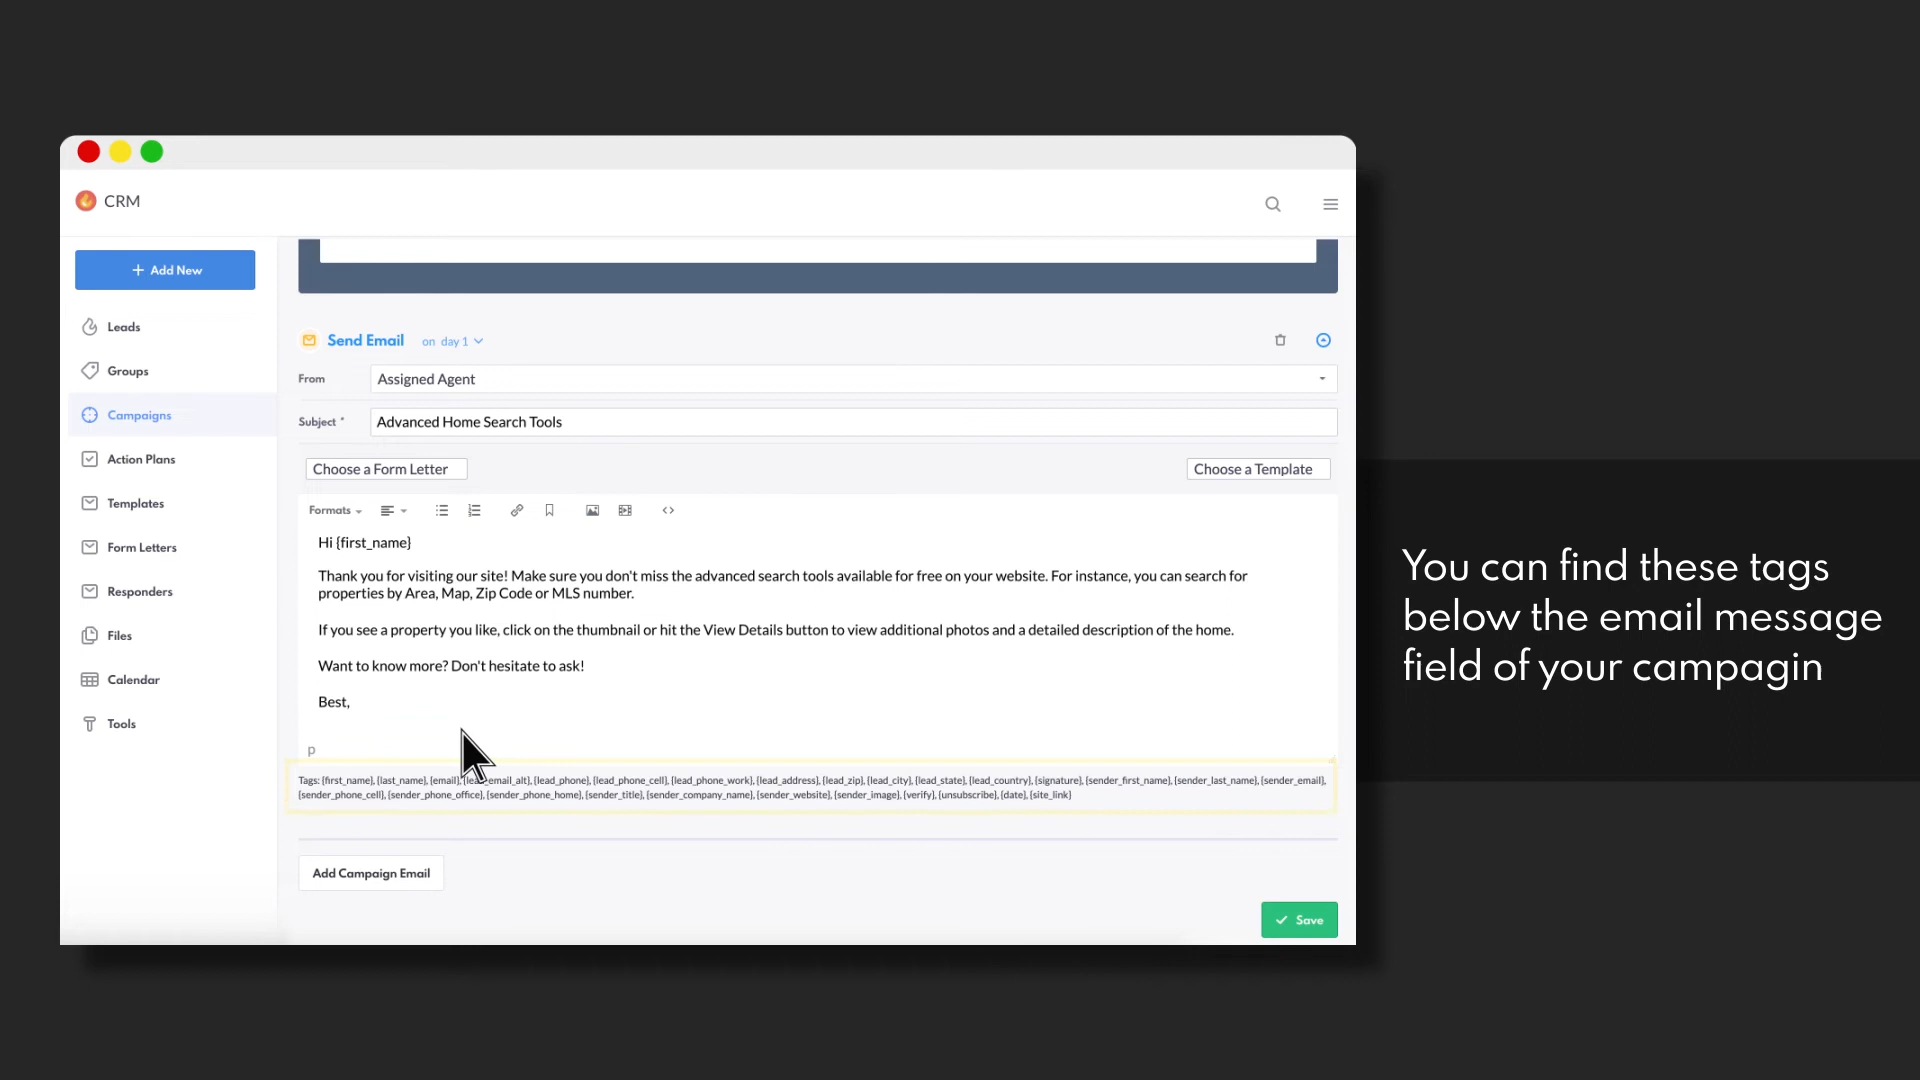 CRM
Add New
Leads
Groups
Campaigns
Action Plans
Templates
Form Letters
Responders
Files
Calendar
Tools
Send Email on day 1
From Assigned Agent
Subject * Advanced Home Search Tools
Choose a Form Letter Choose a Template
Formats
Hi {first_name}
Thank you for visiting our site! Make sure you don't miss the advanced search tools available for free on your website. For instance, you can search for
properties by Area, Map, Zip Code or MLS number.
If you see a property you like, click on the thumbnail or hit the View Details button to view additional photos and a detailed description of the home.
Want to know more? Don't hesitate to ask!
Best,
p
Tags: {first_name}, {last_name}, {email}, {lead_email_alt}, {lead_phone}, {lead_phone_cell}, {lead_phone_work}, {lead_address}, {lead_zip}, {lead_city}, {lead_state}, {lead_country}, {signature}, {sender_first_name}, {sender_last_name}, {sender_email},
{sender_phone_cell}, {sender_phone_office}, {sender_phone_home}, {sender_title}, {sender_company_name}, {sender_website}, {sender_image}, {verify}, {unsubscribe}, {date}, {site_link}
Add Campaign Email
Save
You can find these tags
below the email message
field of your campagin